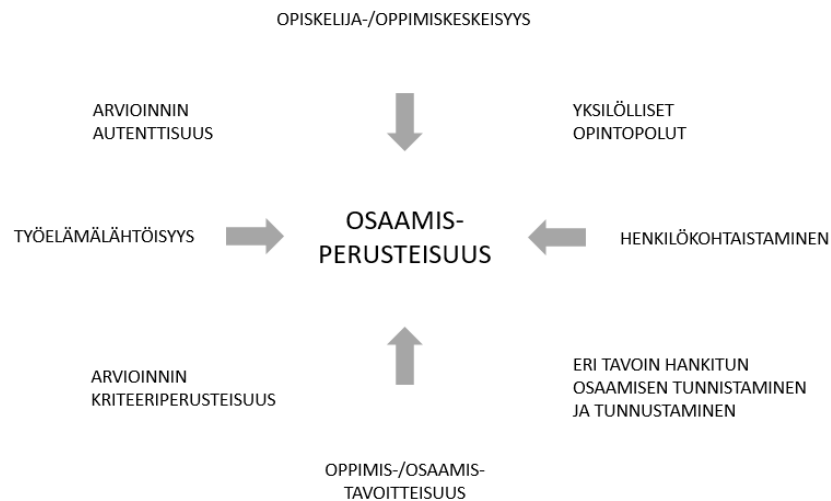 OPISKELIJA-/OPPIMISKESKEISYYS
ARVIOINNIN
AUTENTTISUUS
YKSILÖLLISET
OPINTOPOLUT
TYÖELÄMÄLÄHTÖISYYS
OSAAMIS-
PERUSTEISUUS
HENKILÖKOHTAISTAMINEN
ARVIOINNIN
KRITEERIPERUSTEISUUS
ERI TAVOIN HANKITUN
OSAAMISEN TUNNISTAMINEN
JA TUNNUSTAMINEN
OPPIMIS-/OSAAMIS-
TAVOITTEISUUS